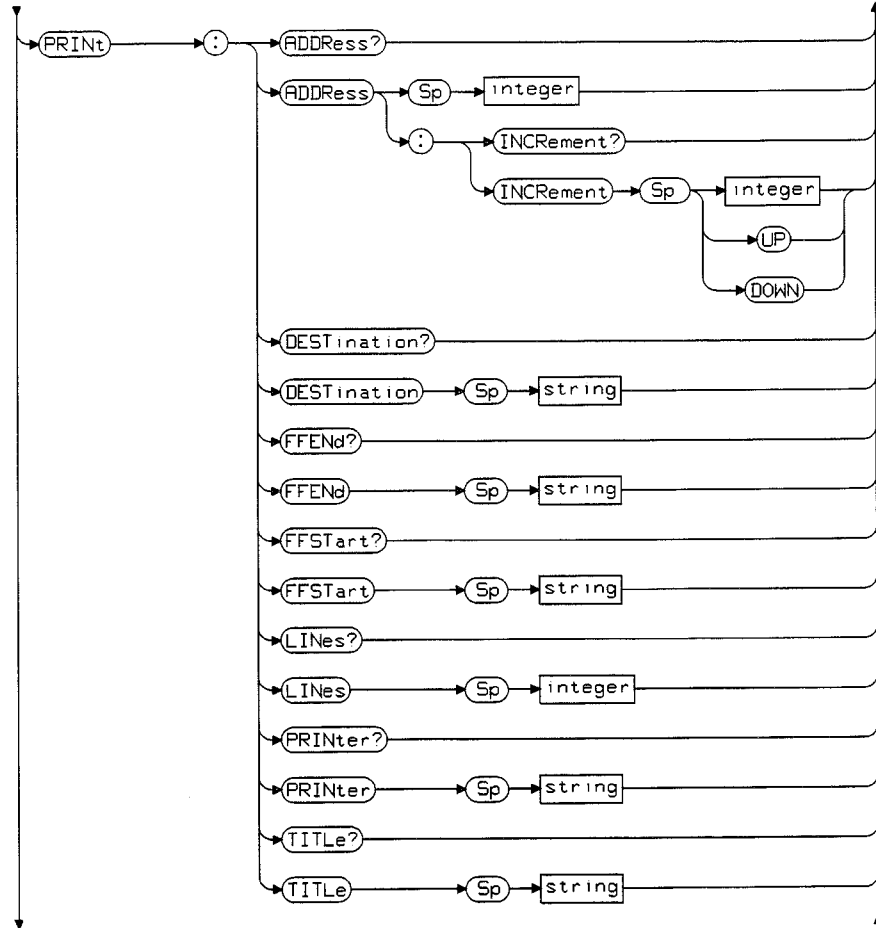 PRINt : ADDRess?
ADDRess Sp integer
: INCRement?
INCRement Sp integer
UP
DOWN
DESTination?
DESTination Sp string
FFENd?
FFENd Sp string
FFSTart?
FFSTart Sp string
LINes?
LINes Sp integer
PRINter?
PRINter Sp string
TITLe?
TITLe Sp string